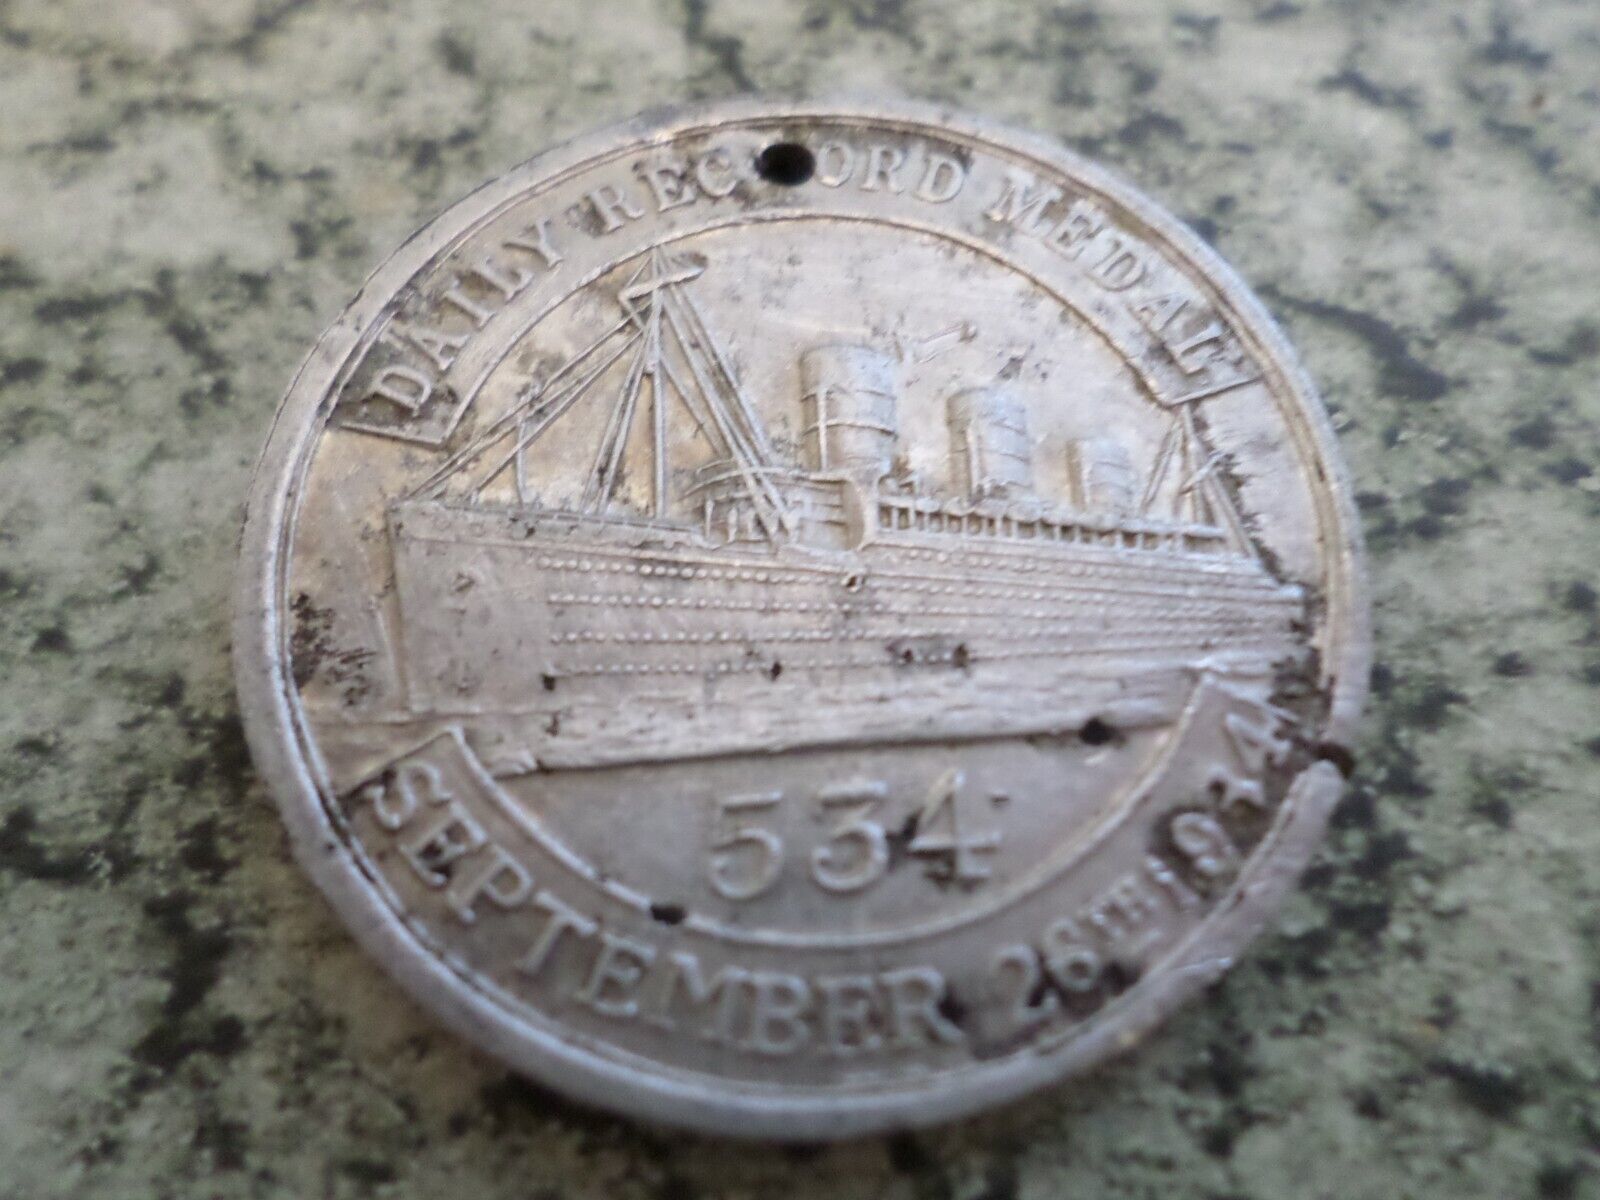 DAILY RECORD MEDAL
534
SEPTEMBER 26TH 1934